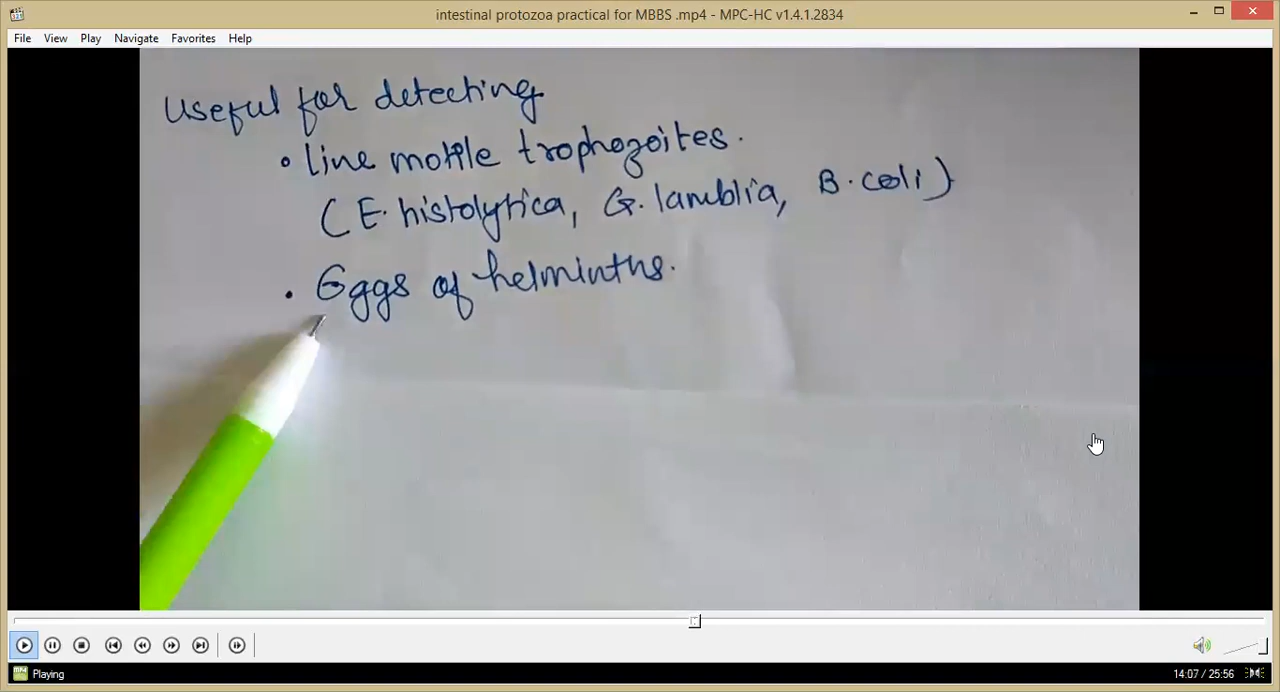 intestinal protozoa practical for MBBS .mp4 - MPC-HC v1.4.1.2834
File View Play Navigate Favorites Help
Useful for detecting
• Live motile trophozoites.
(E. histolytica, G. lamblia, B. coli)
• Eggs of helminths.
Playing
14:07 / 25:56